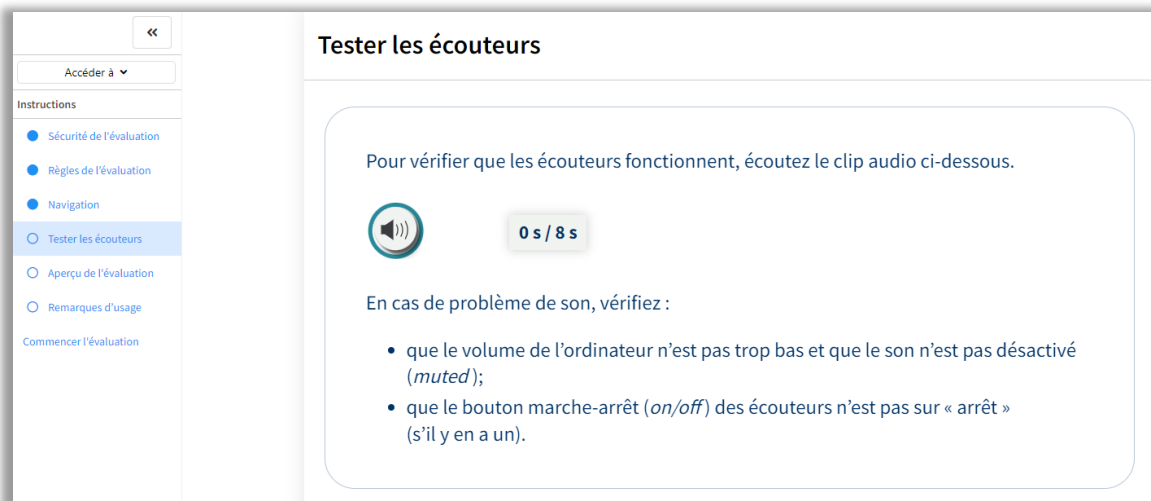 «
Accéder à
Instructions
Sécurité de l'évaluation
Règles de l'évaluation
Navigation
Tester les écouteurs
Aperçu de l'évaluation
Remarques d'usage
Commencer l'évaluation
Tester les écouteurs
Pour vérifier que les écouteurs fonctionnent, écoutez le clip audio ci-dessous.
0 s / 8 s
En cas de problème de son, vérifiez :
• que le volume de l’ordinateur n’est pas trop bas et que le son n’est pas désactivé
(muted);
• que le bouton marche-arrêt (on/off) des écouteurs n’est pas sur « arrêt »
(s’il y en a un).